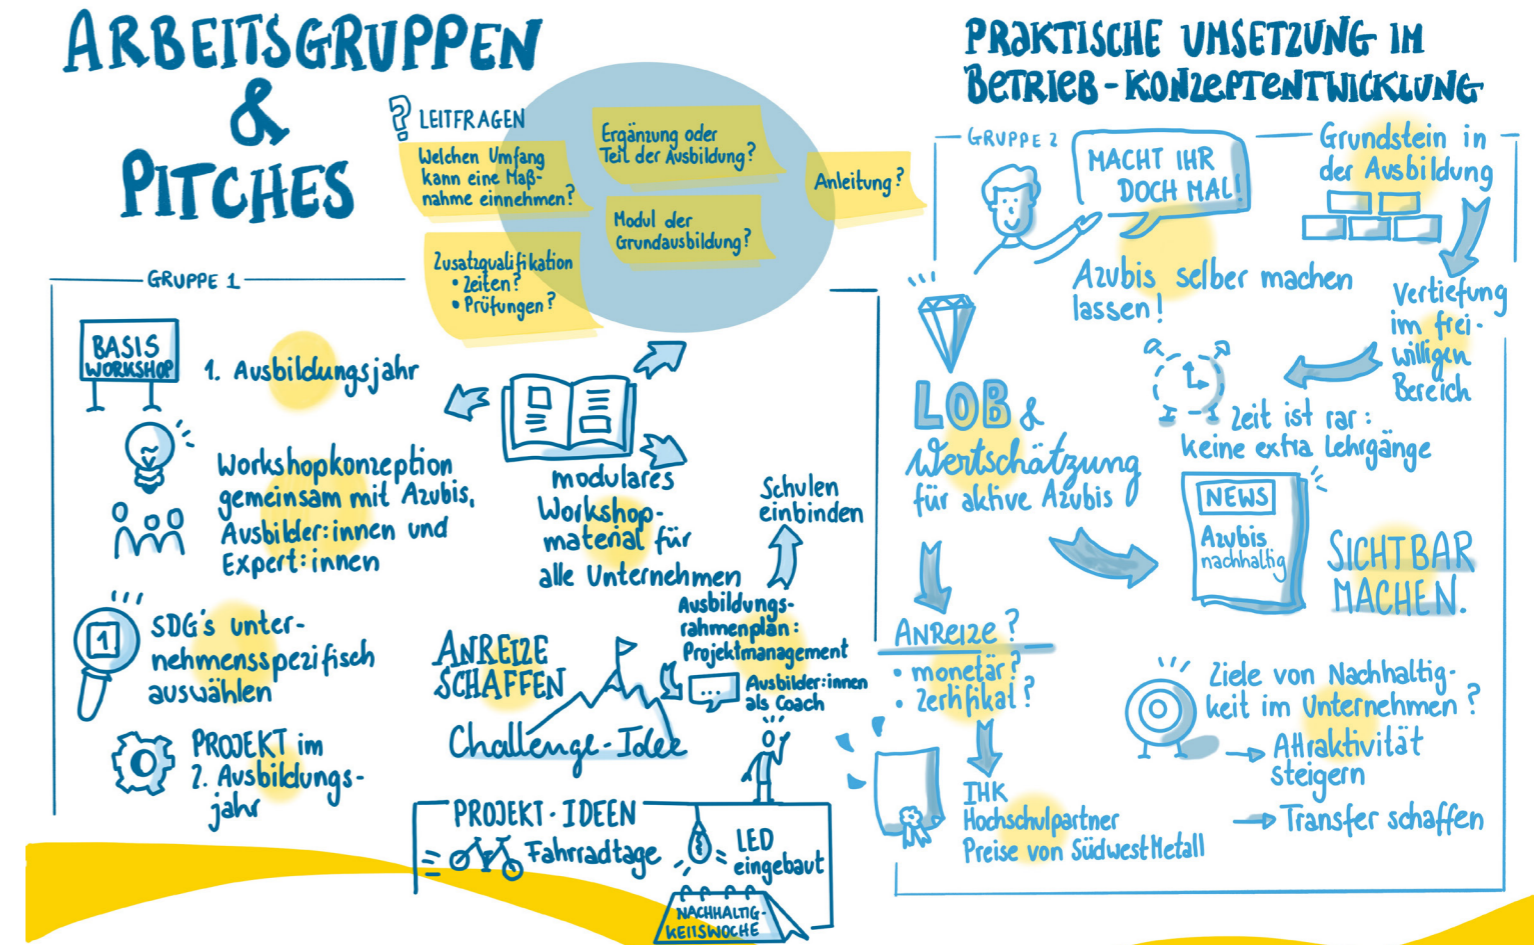 ARBEITSGRUPPEN
&
PITCHES
? LEITFRAGEN
Welchen Umfang
kann eine Maß-
nahme einnehmen?
Ergänzung oder
Teil der Ausbildung?
Anleitung?
Modul der
Grundausbildung?
Zusatzqualifikation
• Zeiten?
• Prüfungen?
GRUPPE 1
BASIS
WORKSHOP
1. Ausbildungsjahr
Workshopkonzeption
gemeinsam mit Azubis,
Ausbilder:innen und
Expert:innen
1
SDG's unter-
nehmensspezifisch
auswählen
PROJEKT im
2. Ausbildungs-
jahr
modulares
Workshop-
material für
alle Unternehmen
Schulen
einbinden
Ausbildungs-
rahmenplan:
Projektmanagement
...
Ausbilder:innen
als Coach
ANREIZE
SCHAFFEN
Challenge-Idee
PROJEKT-IDEEN
Fahrradtage
LED
eingebaut
NACHHALTIG-
KEITSWOCHE
PRAKTISCHE UMSETZUNG IM
BETRIEB-KONZEPTENTWICKLUNG
GRUPPE 2
MACHT IHR
DOCH MAL!
Azubis selber machen
lassen!
Grundstein in
der Ausbildung
Vertiefung
im frei-
willigen
Bereich
Zeit ist rar:
keine extra Lehrgänge
LOB &
Wertschätzung
für aktive Azubis
NEWS
Azubis
nachhaltig
SICHTBAR
MACHEN.
ANREIZE?
• monetär?
• Zertifikat?
IHK
Hochschulpartner
Preise von SüdwestMetall
Ziele von Nachhaltig-
keit im Unternehmen?
→ Attraktivität
steigern
→ Transfer schaffen